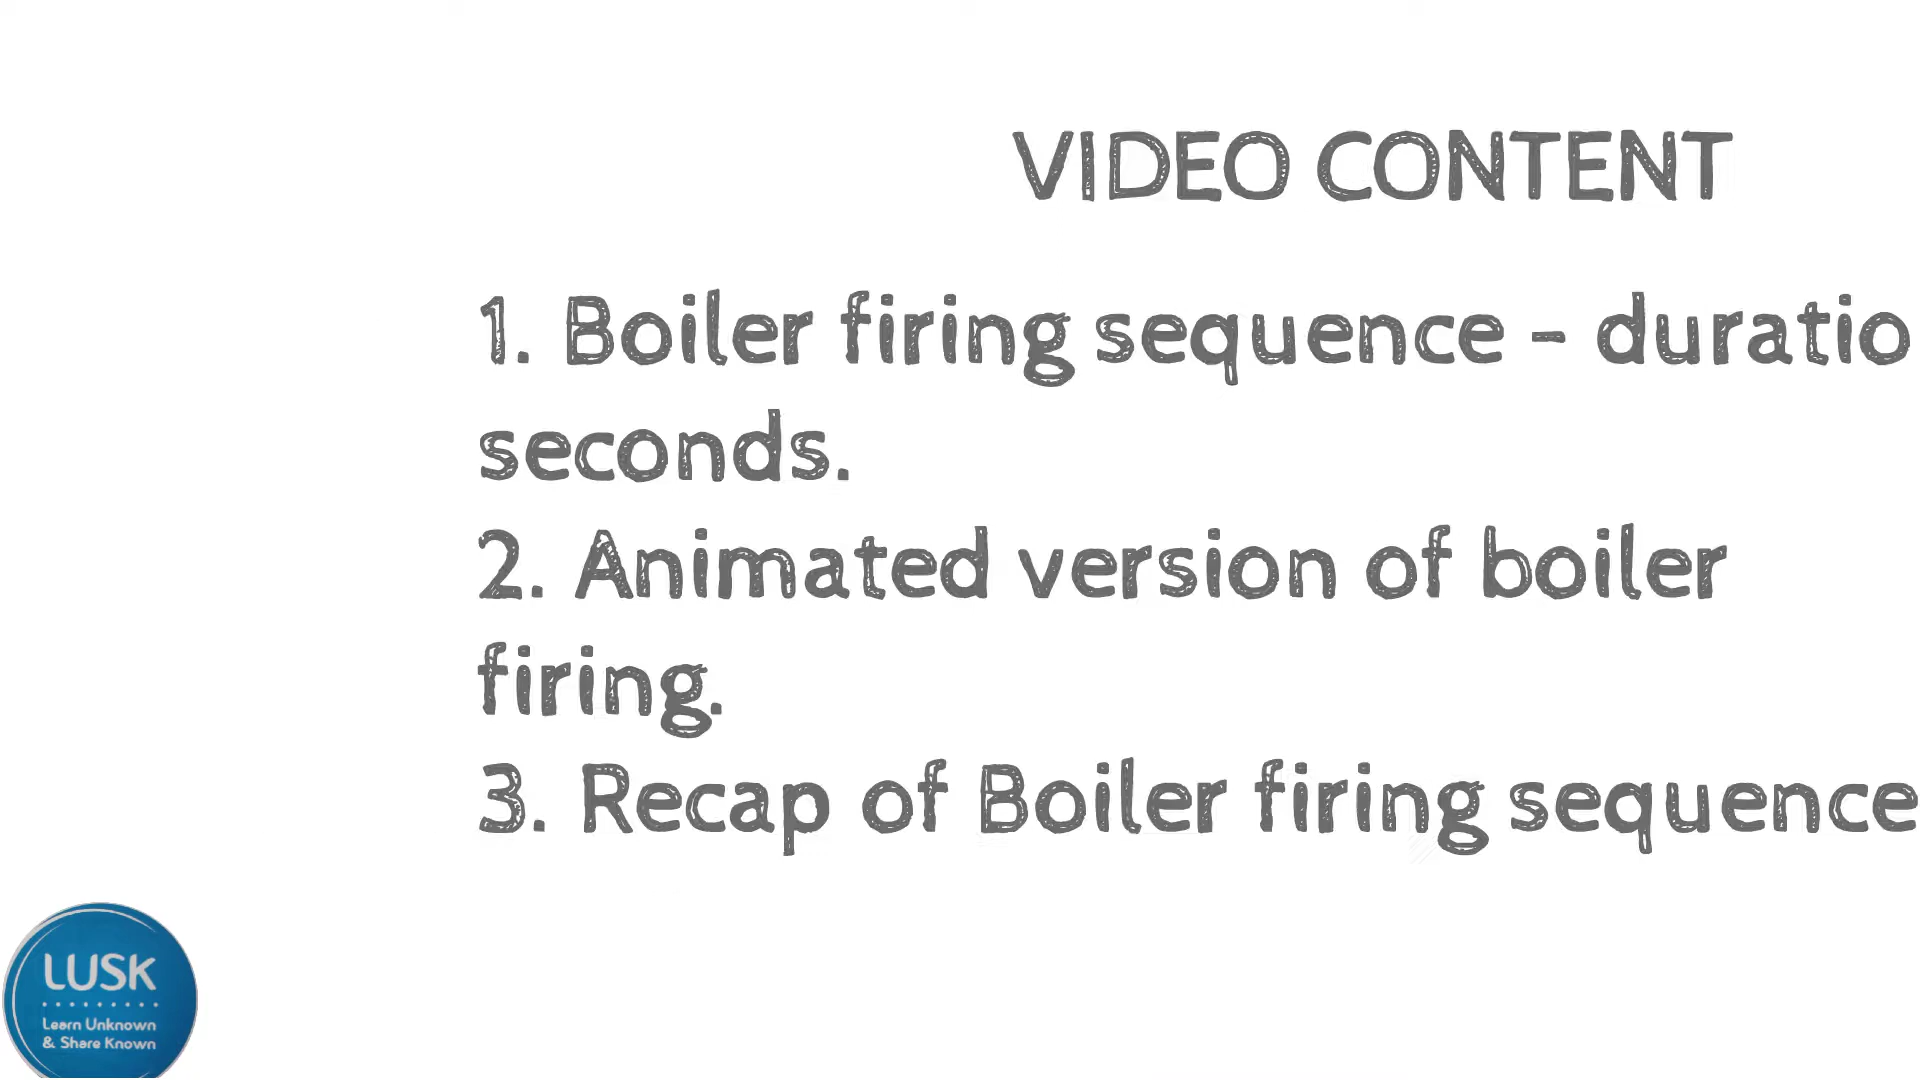 VIDEO CONTENT
1. Boiler firing sequence - duratio
seconds.
2. Animated version of boiler
firing.
3. Recap of Boiler firing sequence
LUSK
Learn Unknown
& Share Known